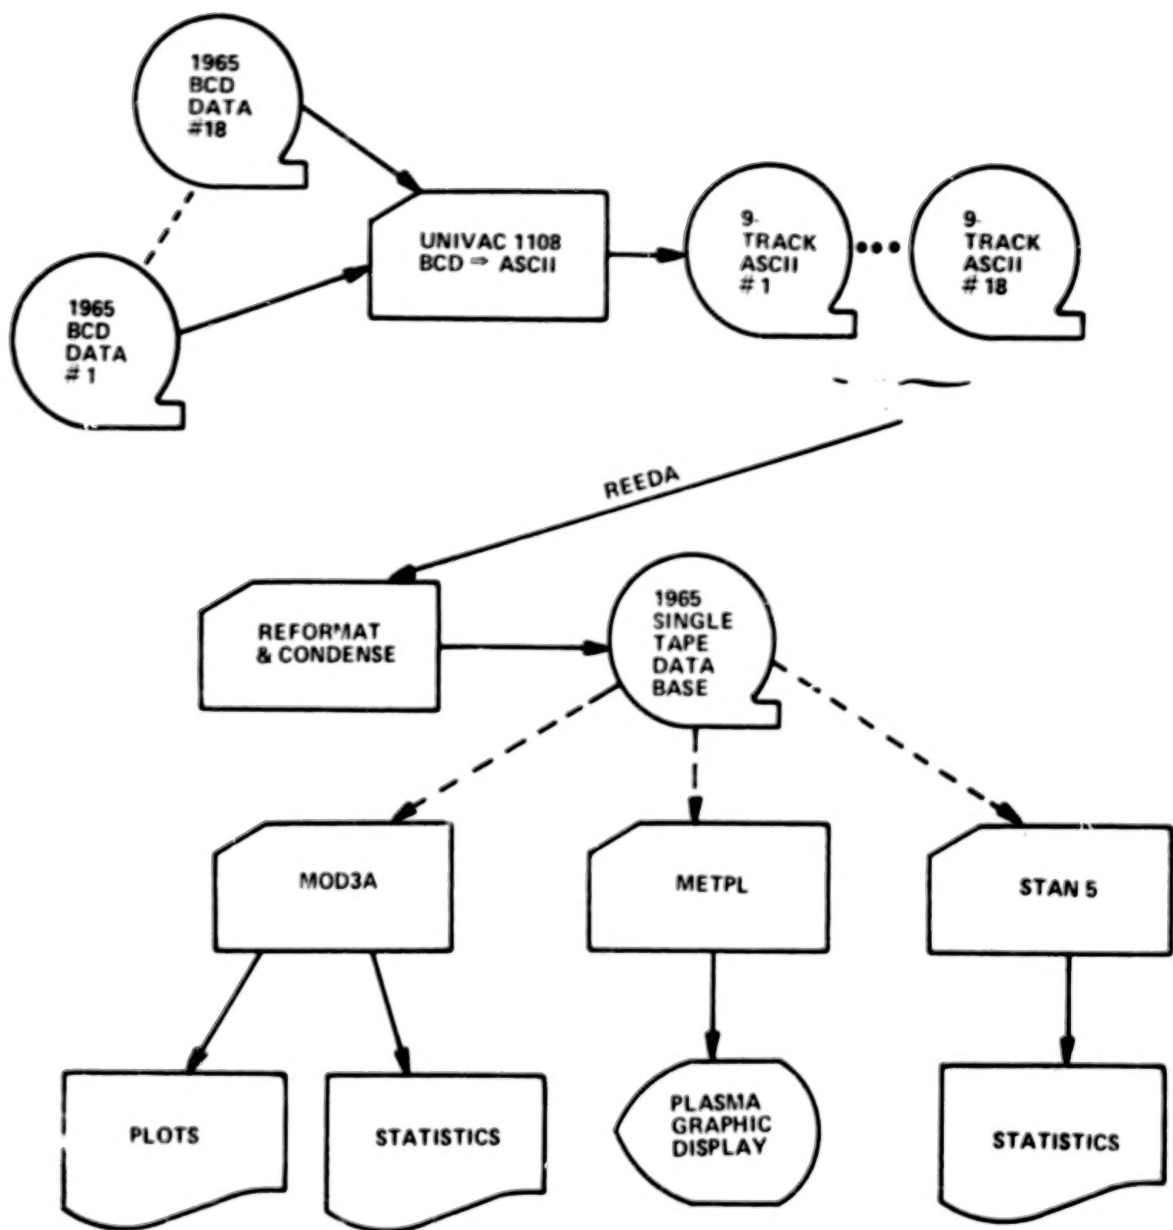 1965
BCD
DATA
#18
1965
BCD
DATA
# 1
UNIVAC 1108
BCD ⇒ ASCII
9-
TRACK
ASCII
# 1
9-
TRACK
ASCII
# 18
REEDA
REFORMAT
& CONDENSE
1965
SINGLE
TAPE
DATA
BASE
MOD3A
METPL
STAN 5
PLOTS
STATISTICS
PLASMA
GRAPHIC
DISPLAY
STATISTICS